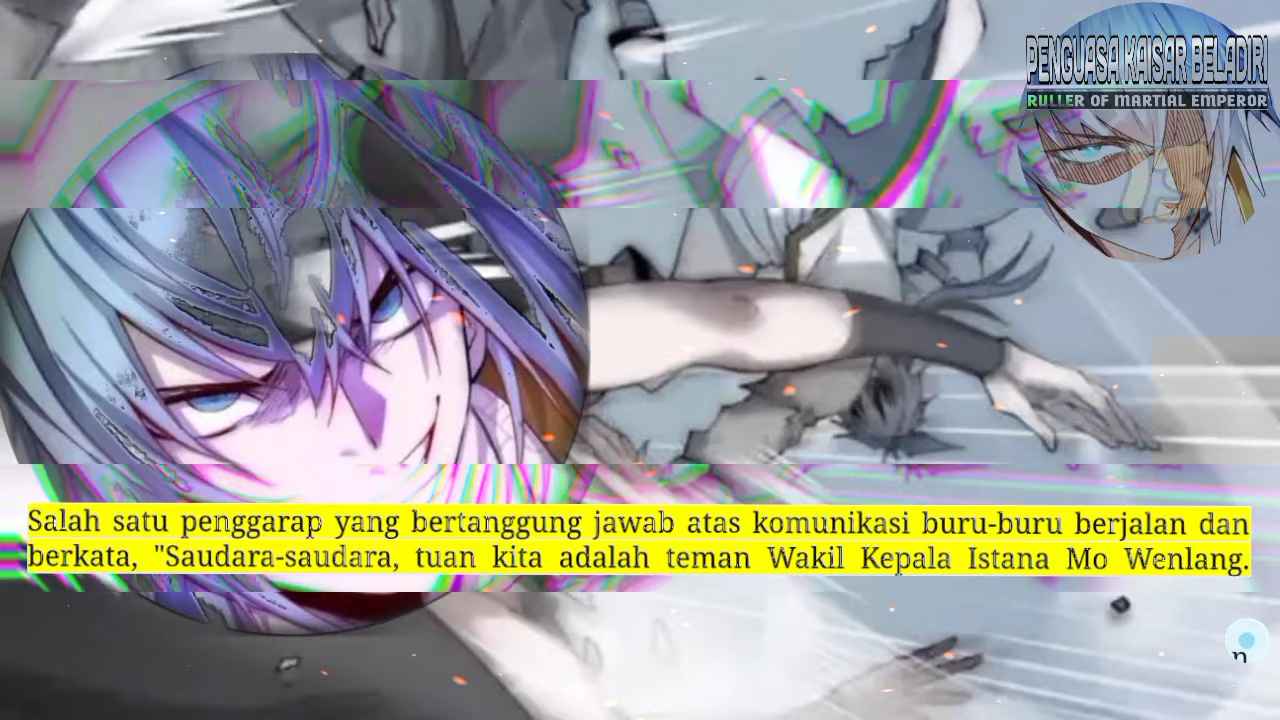 PENGUASA KAISAR BELADIRI
RULLER OF MARTIAL EMPEROR
Salah satu penggarap yang bertanggung jawab atas komunikasi buru-buru berjalan dan
berkata, "Saudara-saudara, tuan kita adalah teman Wakil Kepala Istana Mo Wenlang.